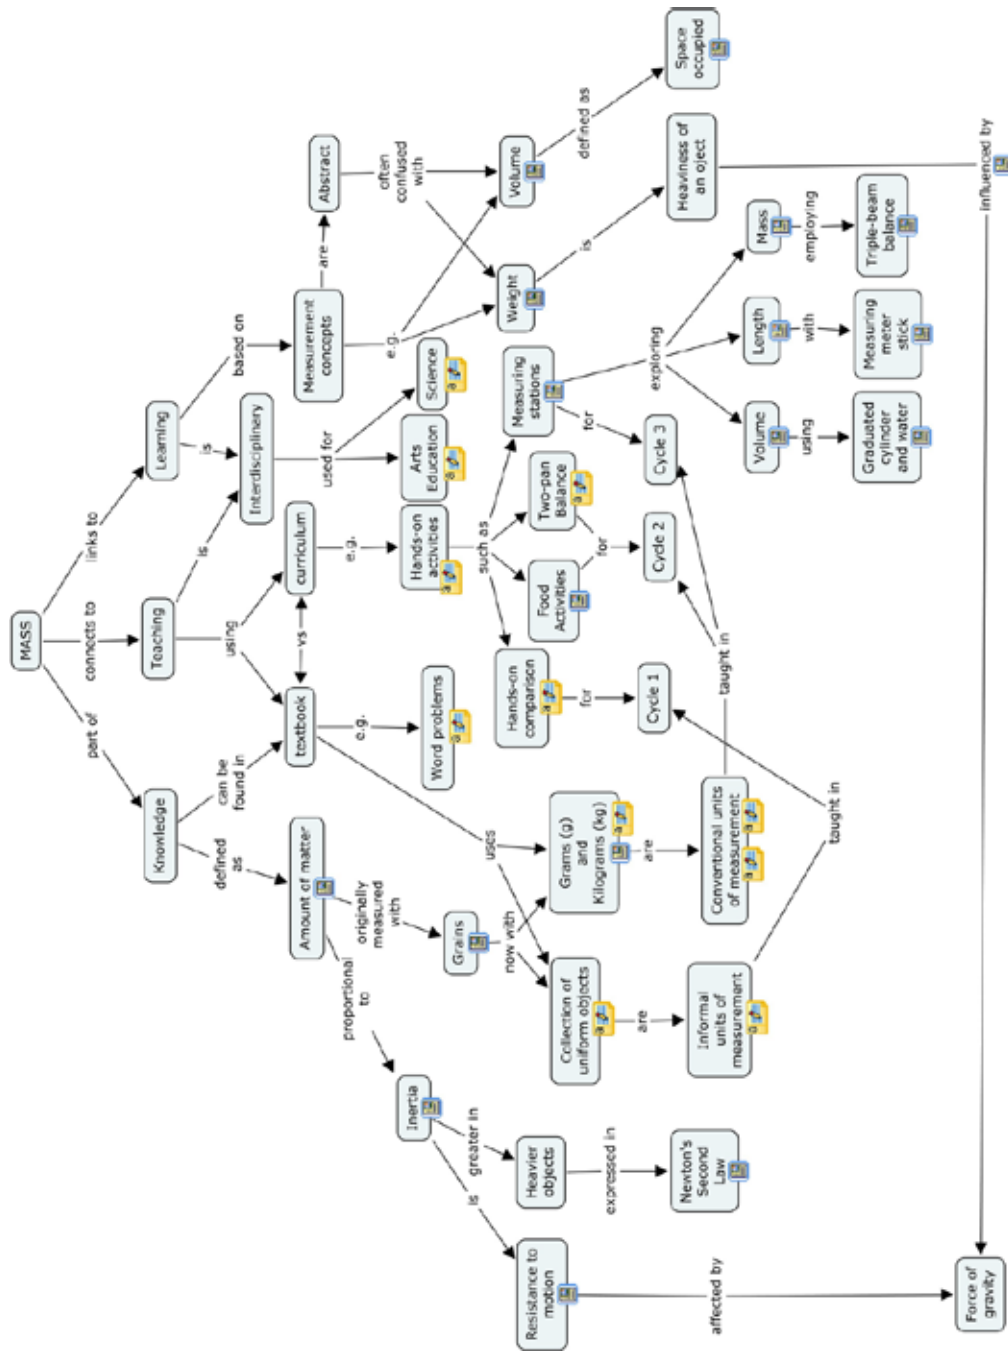 MASS
part of
connects to
links to
Knowledge
Teaching
Learning
defined
as
can be
found in
using
is
is
based on
Amount of matter
textbook
vs
curriculum
Interdisciplinary
Measurement
concepts
are
Abstract
proportional
to
originally
measured
with
e.g.
e.g.
used for
e.g.
often
confused
with
Inertia
Grains
Word problems
Hands-on
activities
Arts
Education
Science
Weight
Volume
is
greater in
now with
uses
such as
is
defined as
Resistance to
motion
Heavier
objects
Collection of
uniform objects
Grams (g)
and
Kilograms (kg)
Hands-on
comparison
Food
Activities
Two-pan
Balance
Measuring
stations
expressed in
are
are
for
for
for
exploring
Newton's
Second
Law
Informal
units of
measurement
Conventional units
of measurement
Cycle 1
Cycle 2
Cycle 3
Heaviness of
an oject
Space
occupied
taught in
taught in
Volume
Length
Mass
using
with
employing
Graduated
cylinder
and water
Measuring
meter
stick
Triple-beam
balance
affected by
influenced by
Force of
gravity